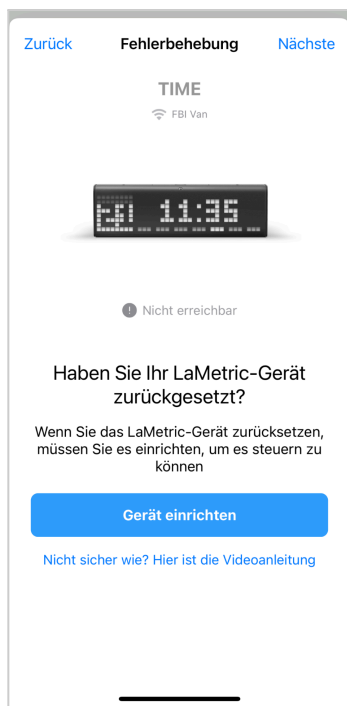 Zurück Fehlerbehebung Nächste
TIME
FBI Van
11:35
Nicht erreichbar
Haben Sie Ihr LaMetric-Gerät
zurückgesetzt?
Wenn Sie das LaMetric-Gerät zurücksetzen,
müssen Sie es einrichten, um es steuern zu
können
Gerät einrichten
Nicht sicher wie? Hier ist die Videoanleitung